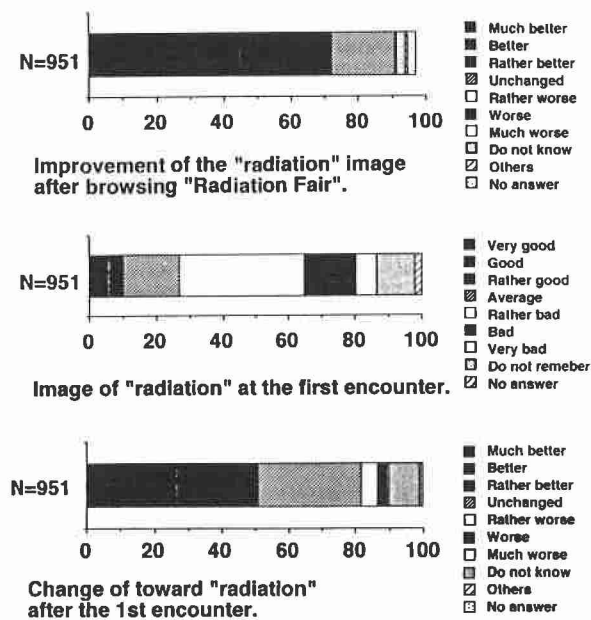 N=951
0 20 40 60 80 100
Improvement of the "radiation" image
after browsing "Radiation Fair".
Much better
Better
Rather better
Unchanged
Rather worse
Worse
Much worse
Do not know
Others
No answer
N=951
0 20 40 60 80 100
Image of "radiation" at the first encounter.
Very good
Good
Rather good
Average
Rather bad
Bad
Very bad
Do not remeber
No answer
N=951
0 20 40 60 80 100
Change of toward "radiation"
after the 1st encounter.
Much better
Better
Rather better
Unchanged
Rather worse
Worse
Much worse
Do not know
Others
No answer